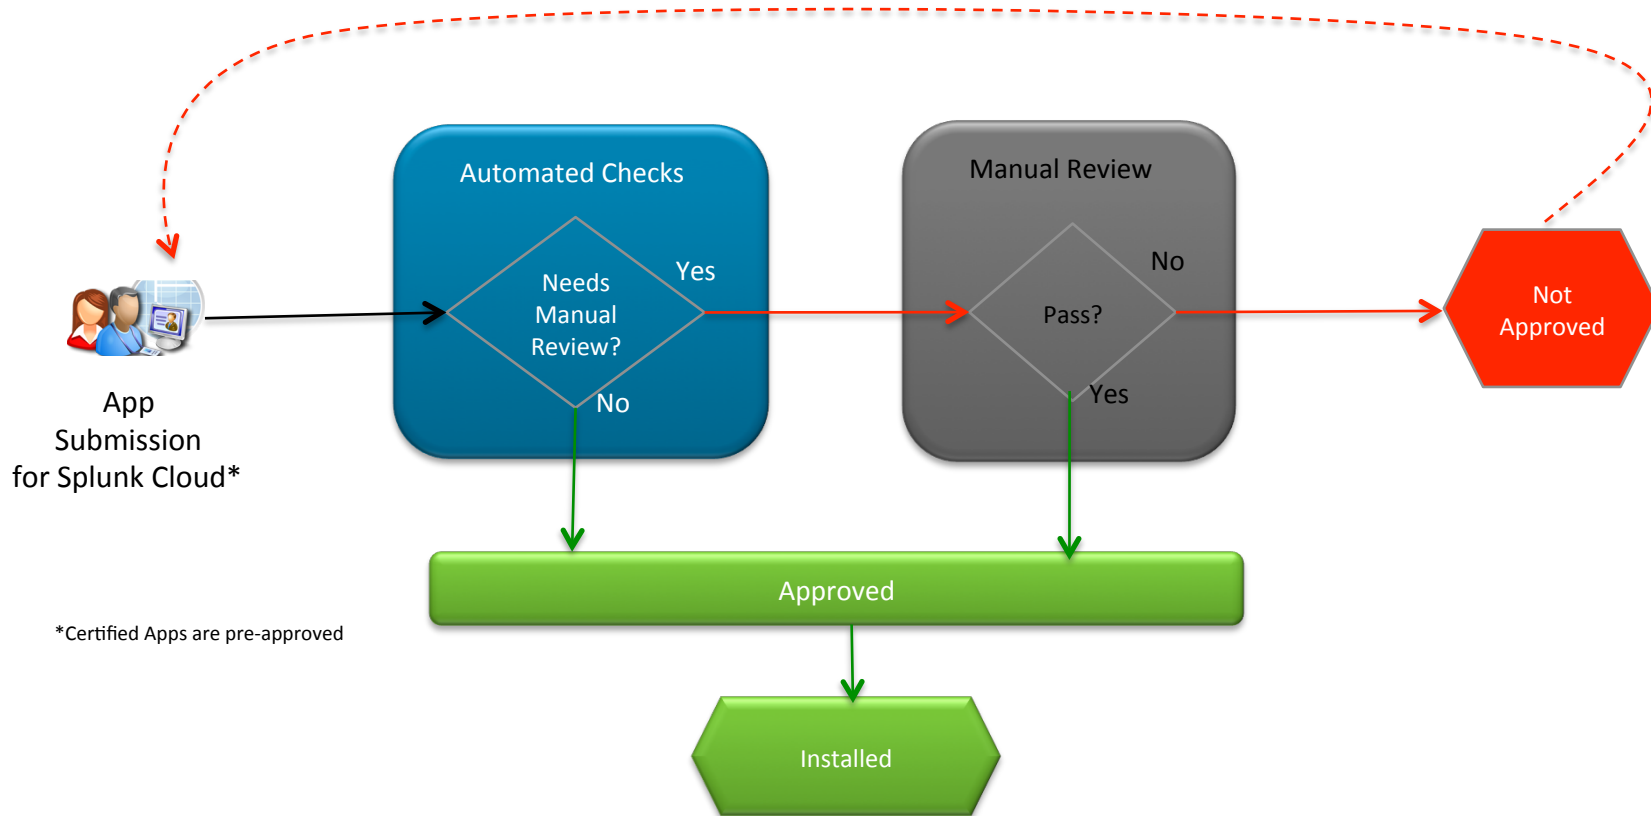 Automated Checks
Manual Review
Needs
Manual
Review?
Yes
No
Pass?
No
Yes
Not
Approved
App
Submission
for Splunk Cloud*
Approved
*Certified Apps are pre-approved
Installed